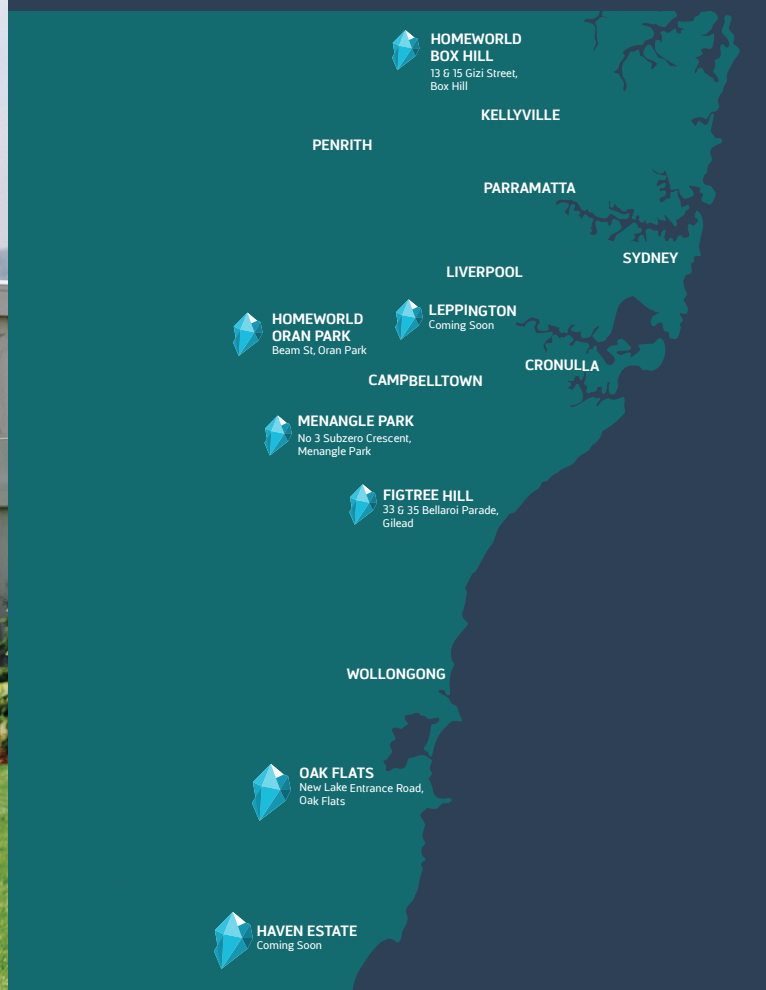 HOMEWORLD
BOX HILL
13 & 15 Gizi Street,
Box Hill
KELLYVILLE
PENRITH
PARRAMATTA
SYDNEY
LIVERPOOL
LEPPINGTON
Coming Soon
HOMEWORLD
ORAN PARK
Beam St, Oran Park
CRONULLA
CAMPBELLTOWN
MENANGLE PARK
No 3 Subzero Crescent,
Menangle Park
FIGTREE HILL
33 & 35 Bellaroi Parade,
Gilead
WOLLONGONG
OAK FLATS
New Lake Entrance Road,
Oak Flats
HAVEN ESTATE
Coming Soon